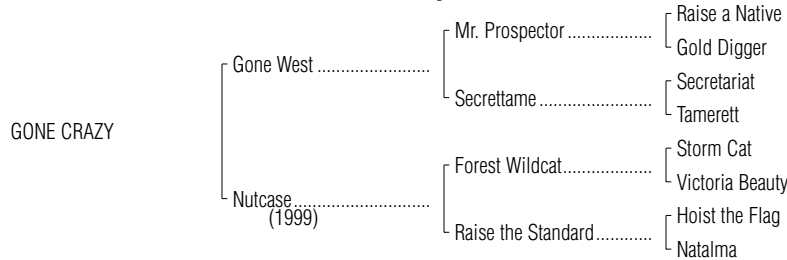 Raise a Native
Mr. Prospector ..................
Gold Digger
Gone West ........................
Secretariat
Secrettame ........................
Tamerett
GONE CRAZY
Storm Cat
Forest Wildcat...................
Victoria Beauty
Nutcase.............................
(1999)
Hoist the Flag
Raise the Standard............
Natalma